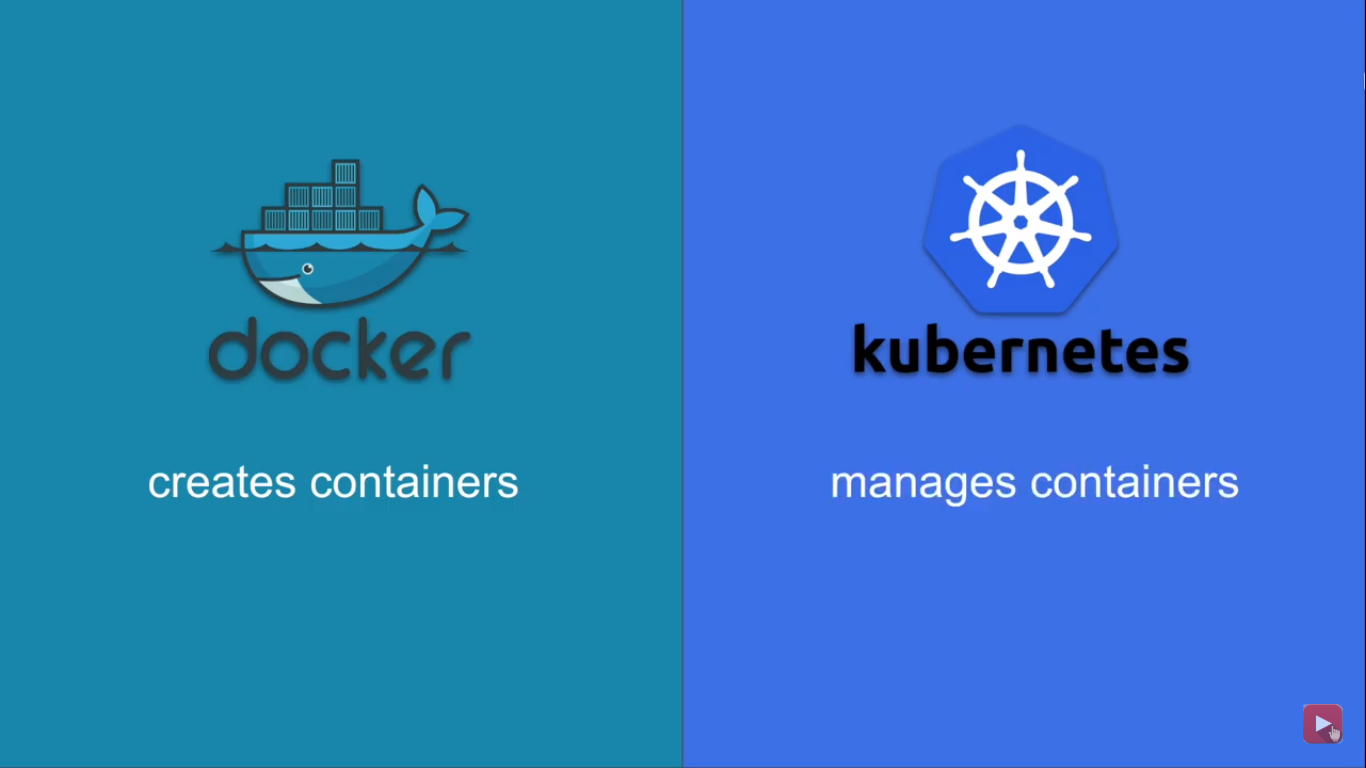 docker
creates containers
kubernetes
manages containers